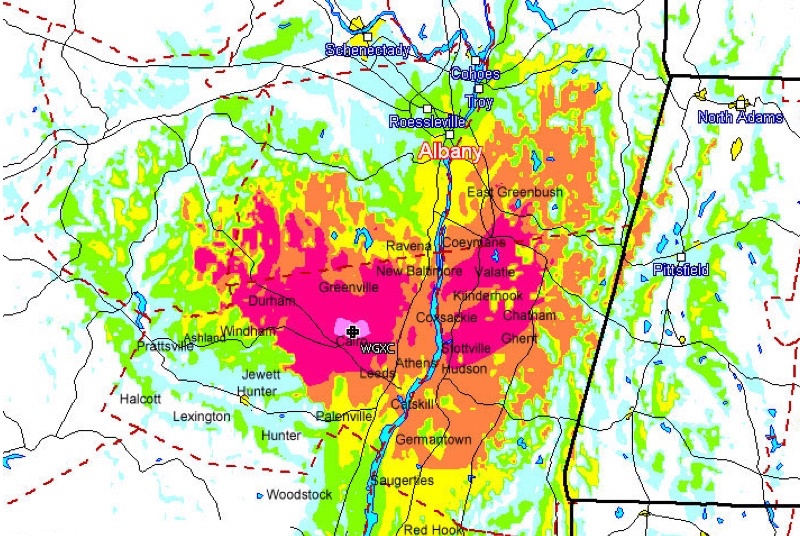 Schenectady
Cohoes
Troy
Roessleville
North Adams
Albany
East Greenbush
Ravena
Coeymans
New Baltimore
Valatie
Pittsfield
Greenville
Durham
Kunderhook
Coxsackie
Chatham
Windham
Ashland
Prattsville
Cairo
WGXC
Ghent
Stottville
Athens
Hudson
Leeds
Jewett
Hunter
Halcott
Lexington
Palenville
Catskill
Hunter
Germantown
Saugerties
Woodstock
Red Hook